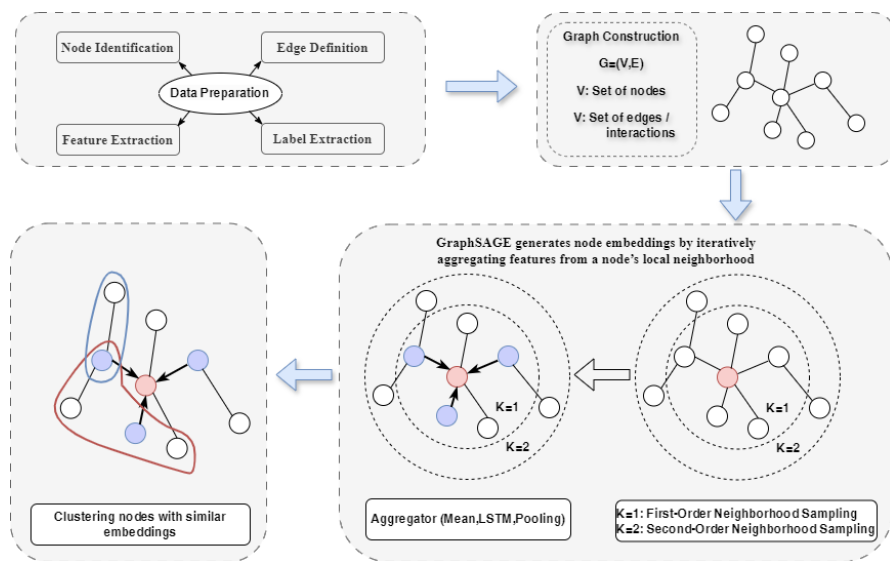 Node Identification
Edge Definition
Data Preparation
Feature Extraction
Label Extraction
Graph Construction
G=(V,E)
V: Set of nodes
V: Set of edges /
interactions
GraphSAGE generates node embeddings by iteratively
aggregating features from a node's local neighborhood
K=1
K=2
K=1
K=2
Clustering nodes with similar
embeddings
Aggregator (Mean,LSTM,Pooling)
K=1: First-Order Neighborhood Sampling
K=2: Second-Order Neighborhood Sampling